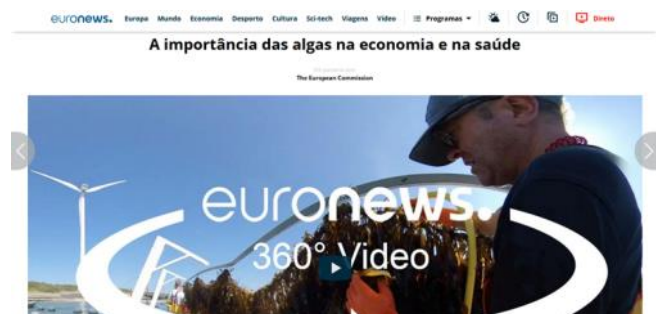 euronews. Europa Mundo Economia Desporto Cultura Sci-tech Viagens Vídeo Programas Direto
A importância das algas na economia e na saúde
The European Commission
euronews.
360° Video